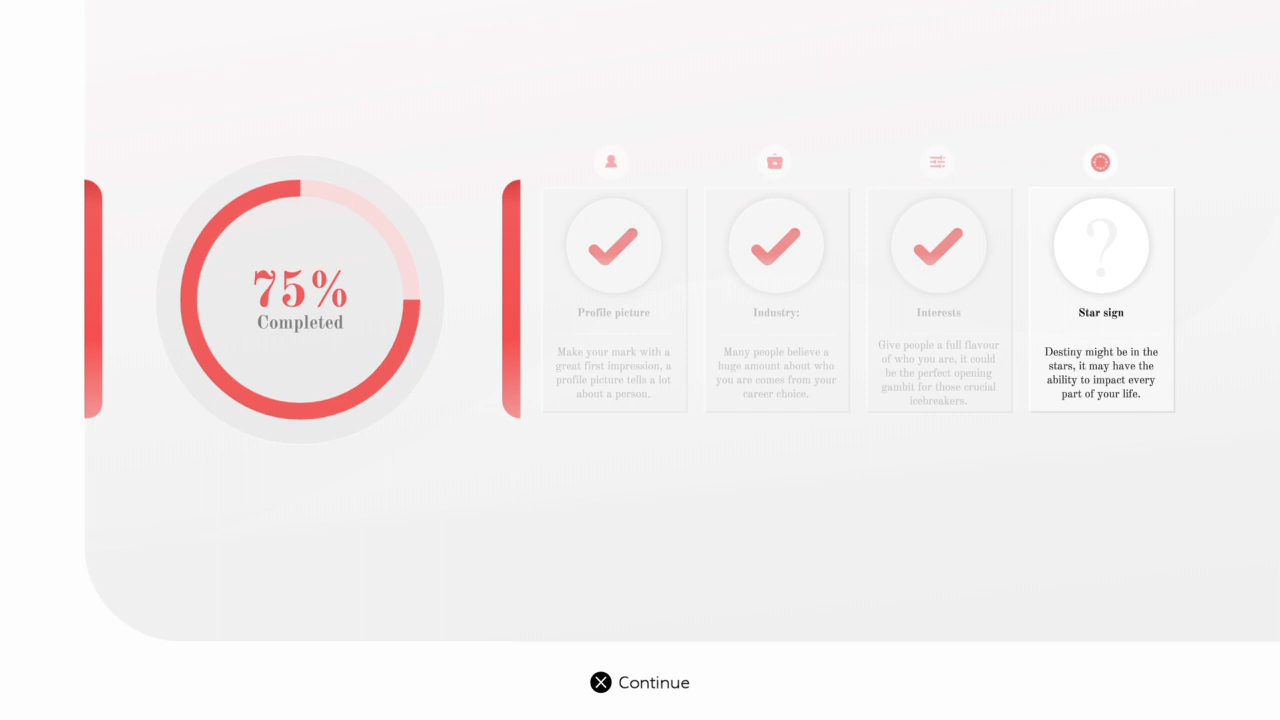 75%
Completed
Profile picture
Make your mark with a
great first impression, a
profile picture tells a lot
about a person.
Industry:
Many people believe a
huge amount about who
you are comes from your
career choice.
Interests
Give people a full flavour
of who you are, it could
be the perfect opening
gambit for those crucial
icebreakers.
?
Star sign
Destiny might be in the
stars, it may have the
ability to impact every
part of your life.
Continue